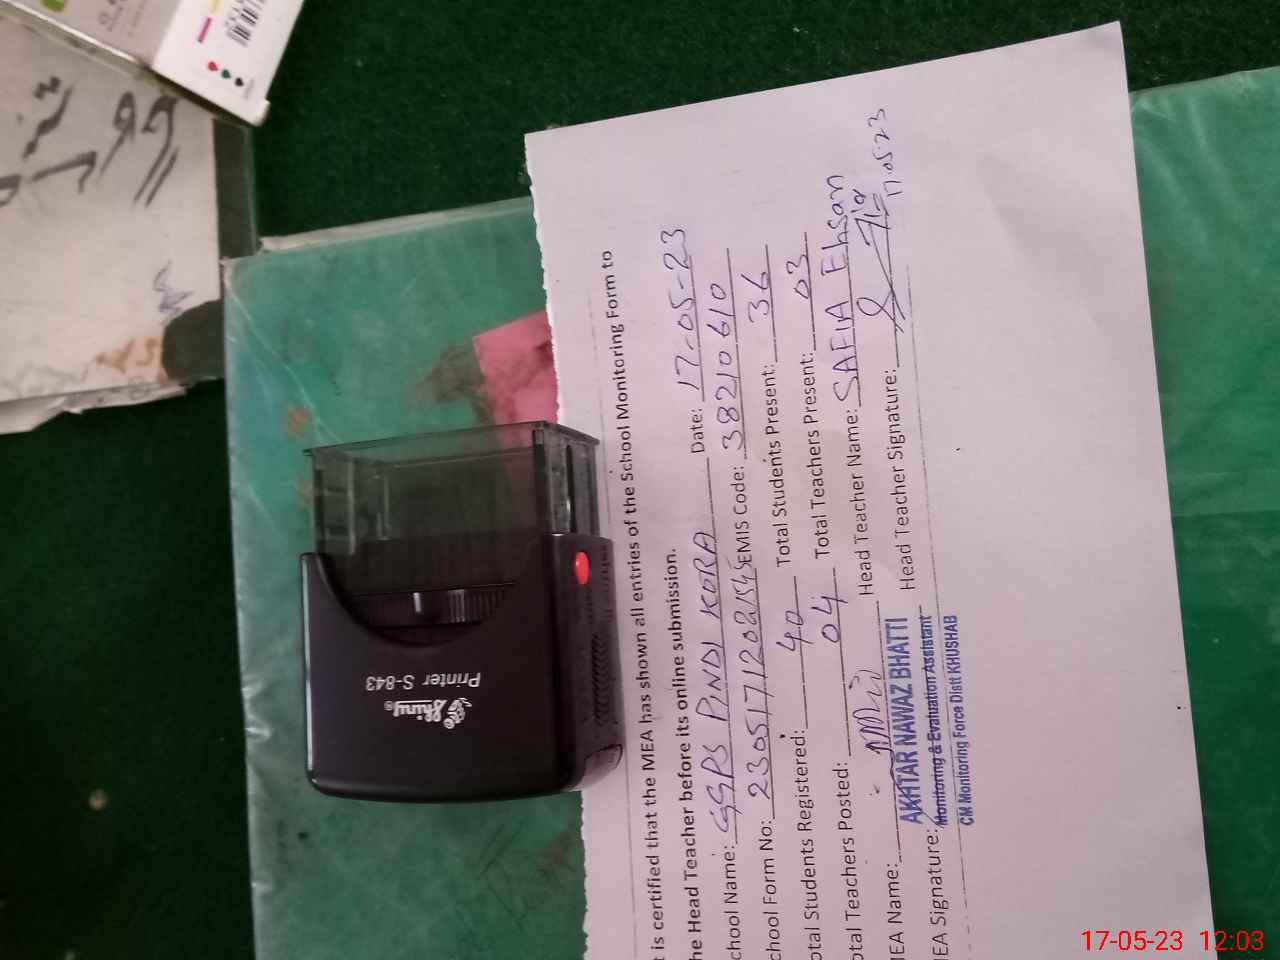 It is certified that the MEA has shown all entries of the School Monitoring Form to
the Head Teacher before its online submission.
School Name: GGPS PINDI KORA Date: 17-05-23
School Form No: 23051712021545 EMIS Code: 38210610
Total Students Registered: 40 Total Students Present: 36
Total Teachers Posted: 04 Total Teachers Present: 03
MEA Name: Head Teacher Name: SAFIA Ehsan
AKHTAR NAWAZ BHATTI
MEA Signature: Head Teacher Signature:
17.05.23
Monitoring & Evaluation Assistant
CM Monitoring Force Distt KHUSHAB
Shiny®
Printer S-843
17-05-23 12:03